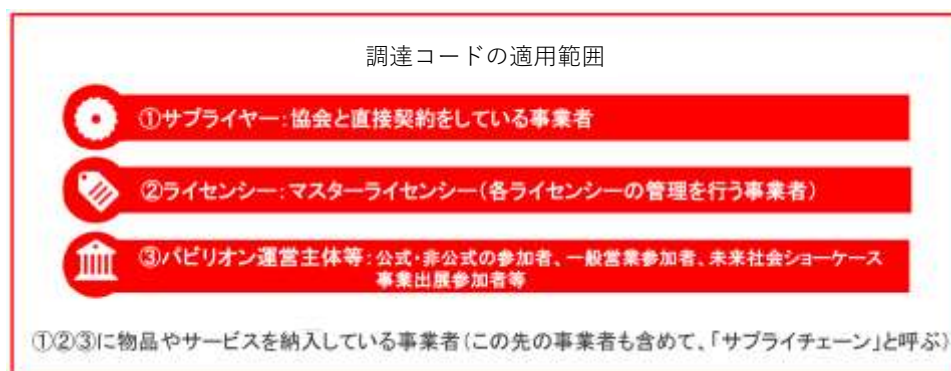 調達コードの適用範囲
①サプライヤー：協会と直接契約をしている事業者
②ライセンシー：マスターライセンシー（各ライセンシーの管理を行う事業者）
③パビリオン運営主体等：公式・非公式の参加者、一般営業参加者、未来社会ショーケース
事業出展参加者等
①②③に物品やサービスを納入している事業者（この先の事業者も含めて、「サプライチェーン」と呼ぶ）